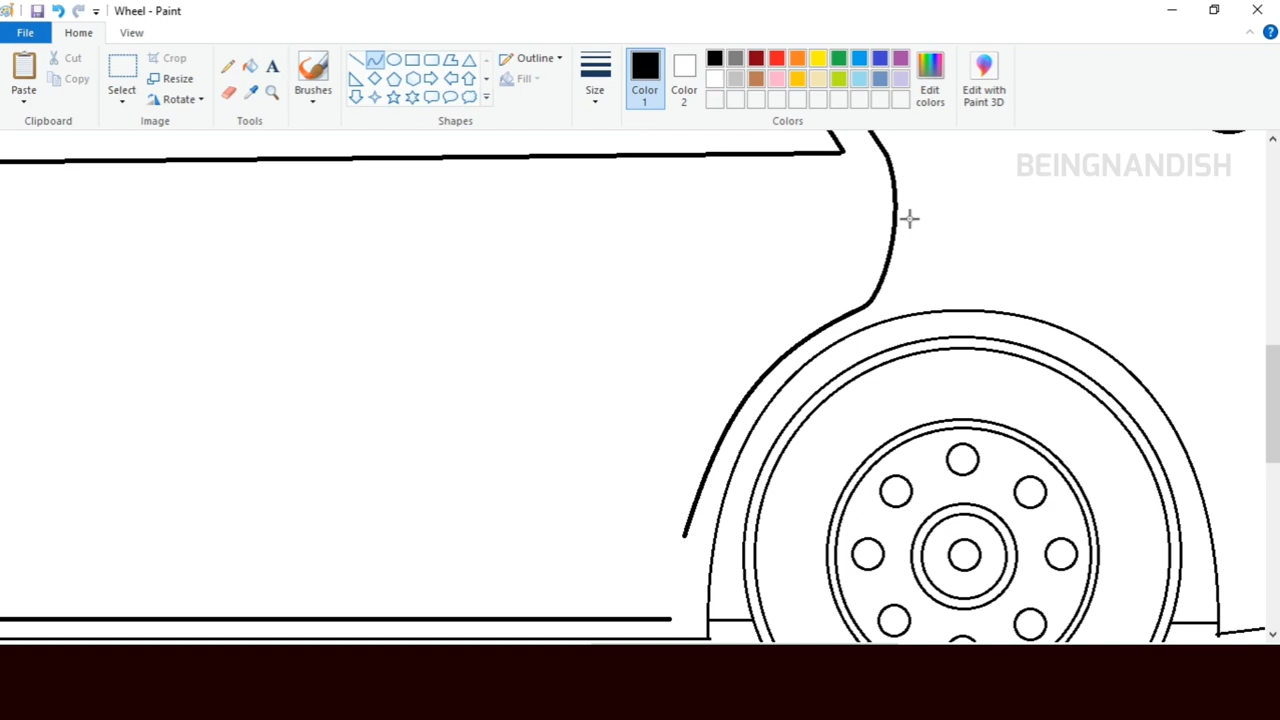 Wheel - Paint
File Home View
Paste
Cut
Copy
Clipboard
Select
Crop
Resize
Rotate
Image
A
Tools
Brushes
Outline
Fill
Shapes
Size
Color 1
Color 2
Edit colors
Colors
Edit with Paint 3D
?
BEINGNANDISH